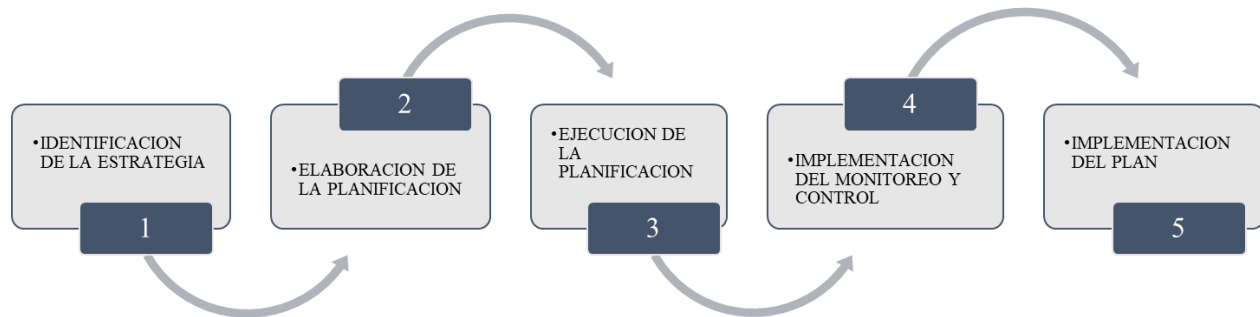 •IDENTIFICACION
DE LA ESTRATEGIA
1
2
•ELABORACION DE
LA PLANIFICACION
•EJECUCION DE
LA
PLANIFICACION
3
4
•IMPLEMENTACION
DEL MONITOREO Y
CONTROL
•IMPLEMENTACION
DEL PLAN
5